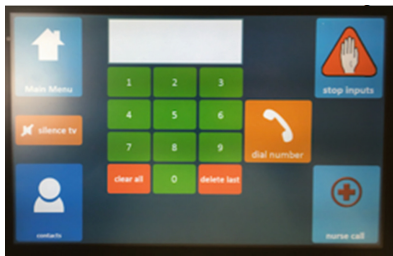 Main Menu
1 2 3
stop inputs
4 5 6
silence tv
7 8 9
dial number
clear all 0 delete last
contacts
nurse call